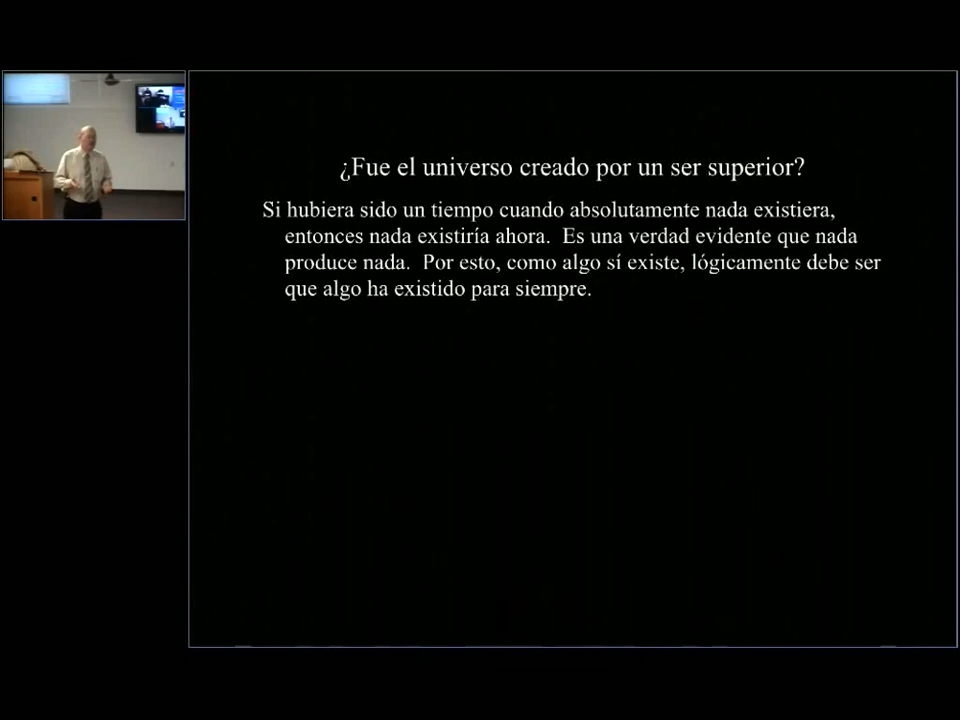 ¿Fue el universo creado por un ser superior?
Si hubiera sido un tiempo cuando absolutamente nada existiera,
entonces nada existiría ahora. Es una verdad evidente que nada
produce nada. Por esto, como algo sí existe, lógicamente debe ser
que algo ha existido para siempre.